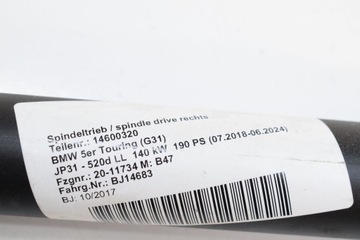 Spindeltrieb / spindle drive rechts
Teilenr.: 14600320
BMW 5er Touring (G31)
JP31 - 520d LL 140 kW 190 PS (07.2018-06.2024)
Fzgnr.: 20-11734 M: B47
Fahrg.Nr.: BJ14683
BJ: 10/2017